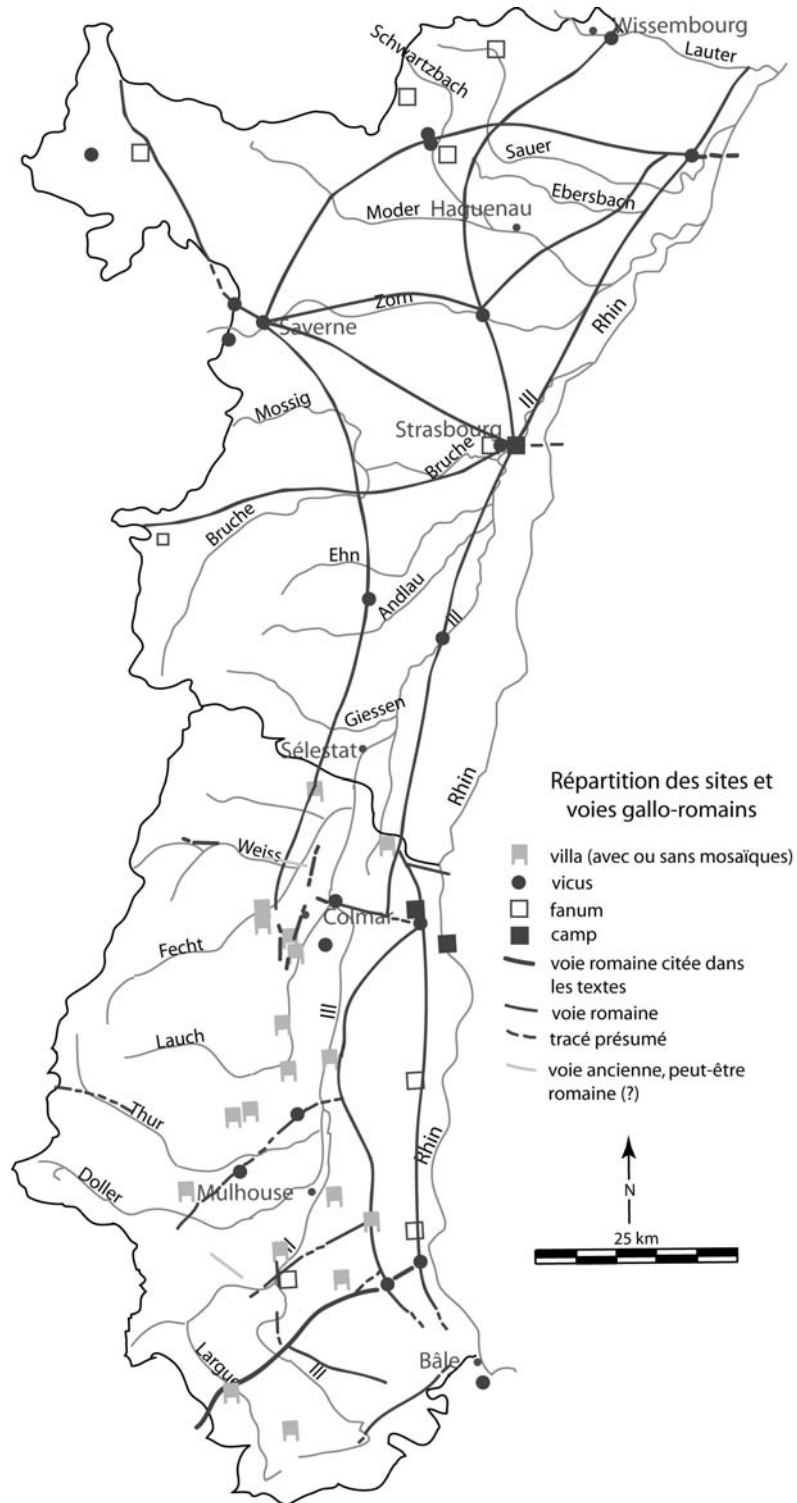 Wissembourg
Lauter
Schwartzbach
Sauer
Ebersbach
Moder
Haguenau
Zorn
Rhin
Saverne
Ill
Mossig
Strasbourg
Bruche
Bruche
Ehn
Andlau
Ill
Giessen
Sélestat
Rhin
Répartition des sites et
voies gallo-romains
villa (avec ou sans mosaïques)
vicus
fanum
camp
voie romaine citée dans
les textes
voie romaine
tracé présumé
voie ancienne, peut-être
romaine (?)
N
25 km
Weiss
Colmar
Fecht
Ill
Lauch
Thur
Rhin
Doller
Mulhouse
Ill
Largue
Ill
Bâle